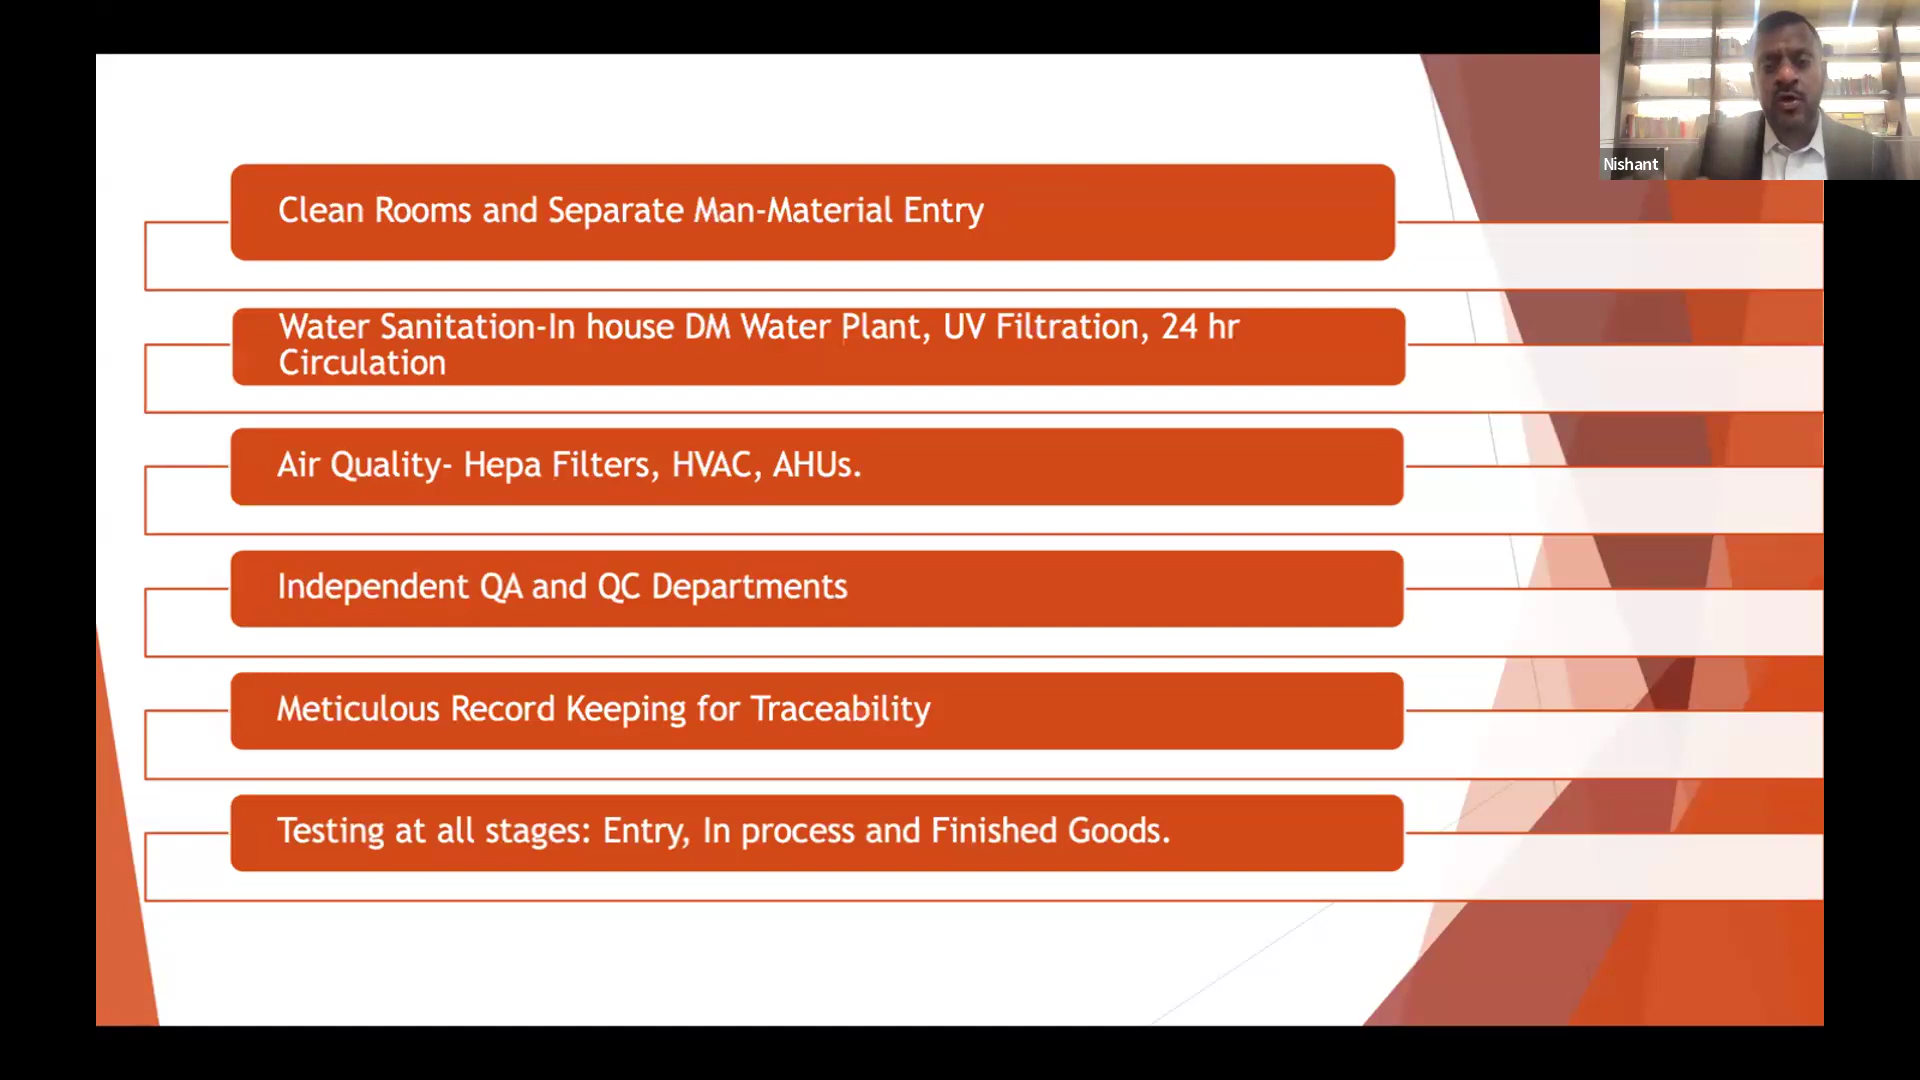 Nishant
Clean Rooms and Separate Man-Material Entry
Water Sanitation-In house DM Water Plant, UV Filtration, 24 hr
Circulation
Air Quality- Hepa Filters, HVAC, AHUs.
Independent QA and QC Departments
Meticulous Record Keeping for Traceability
Testing at all stages: Entry, In process and Finished Goods.